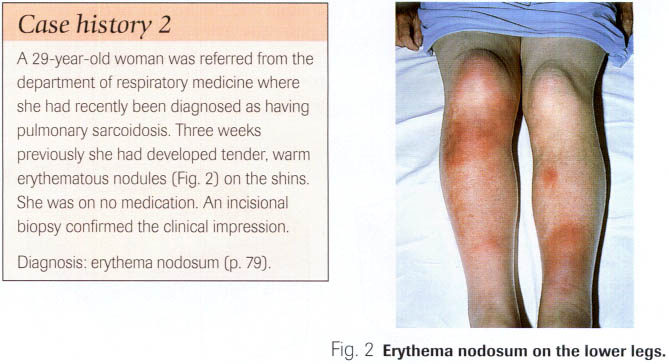 Case history 2
A 29-year-old woman was referred from the
department of respiratory medicine where
she had recently been diagnosed as having
pulmonary sarcoidosis. Three weeks
previously she had developed tender, warm
erythematous nodules (Fig. 2) on the shins.
She was on no medication. An incisional
biopsy confirmed the clinical impression.
Diagnosis: erythema nodosum (p. 79).
Fig. 2 Erythema nodosum on the lower legs.